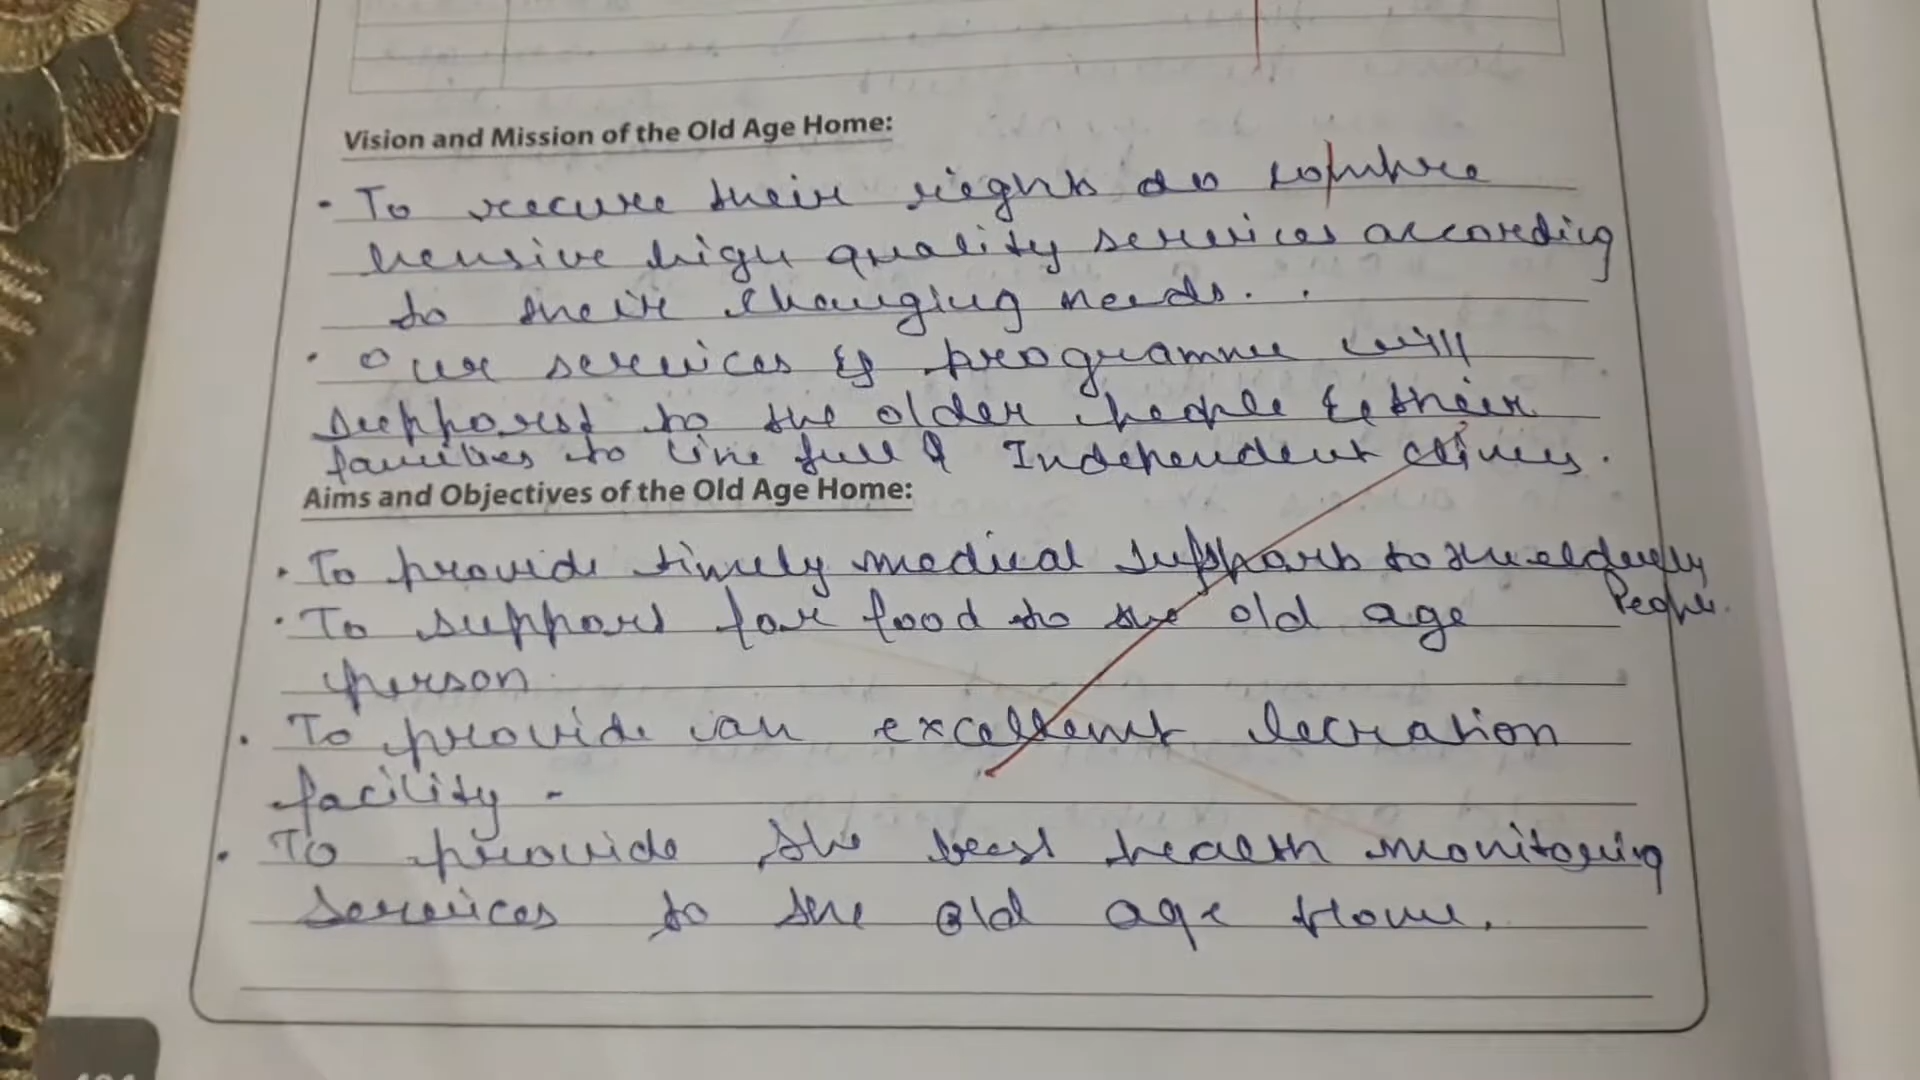 Vision and Mission of the Old Age Home:
• To secure their rights to compre
hensive high quality services according
to their changing needs. .
• Our services & programme will
support to the older people & their
families to live full & Independent lives.
Aims and Objectives of the Old Age Home:
• To provide timely medical support to the elderly
People.
• To support for food to the old age
person
• To provide an excellent recration
facility -
• To provide the best health monitoring
services to the old age Home.